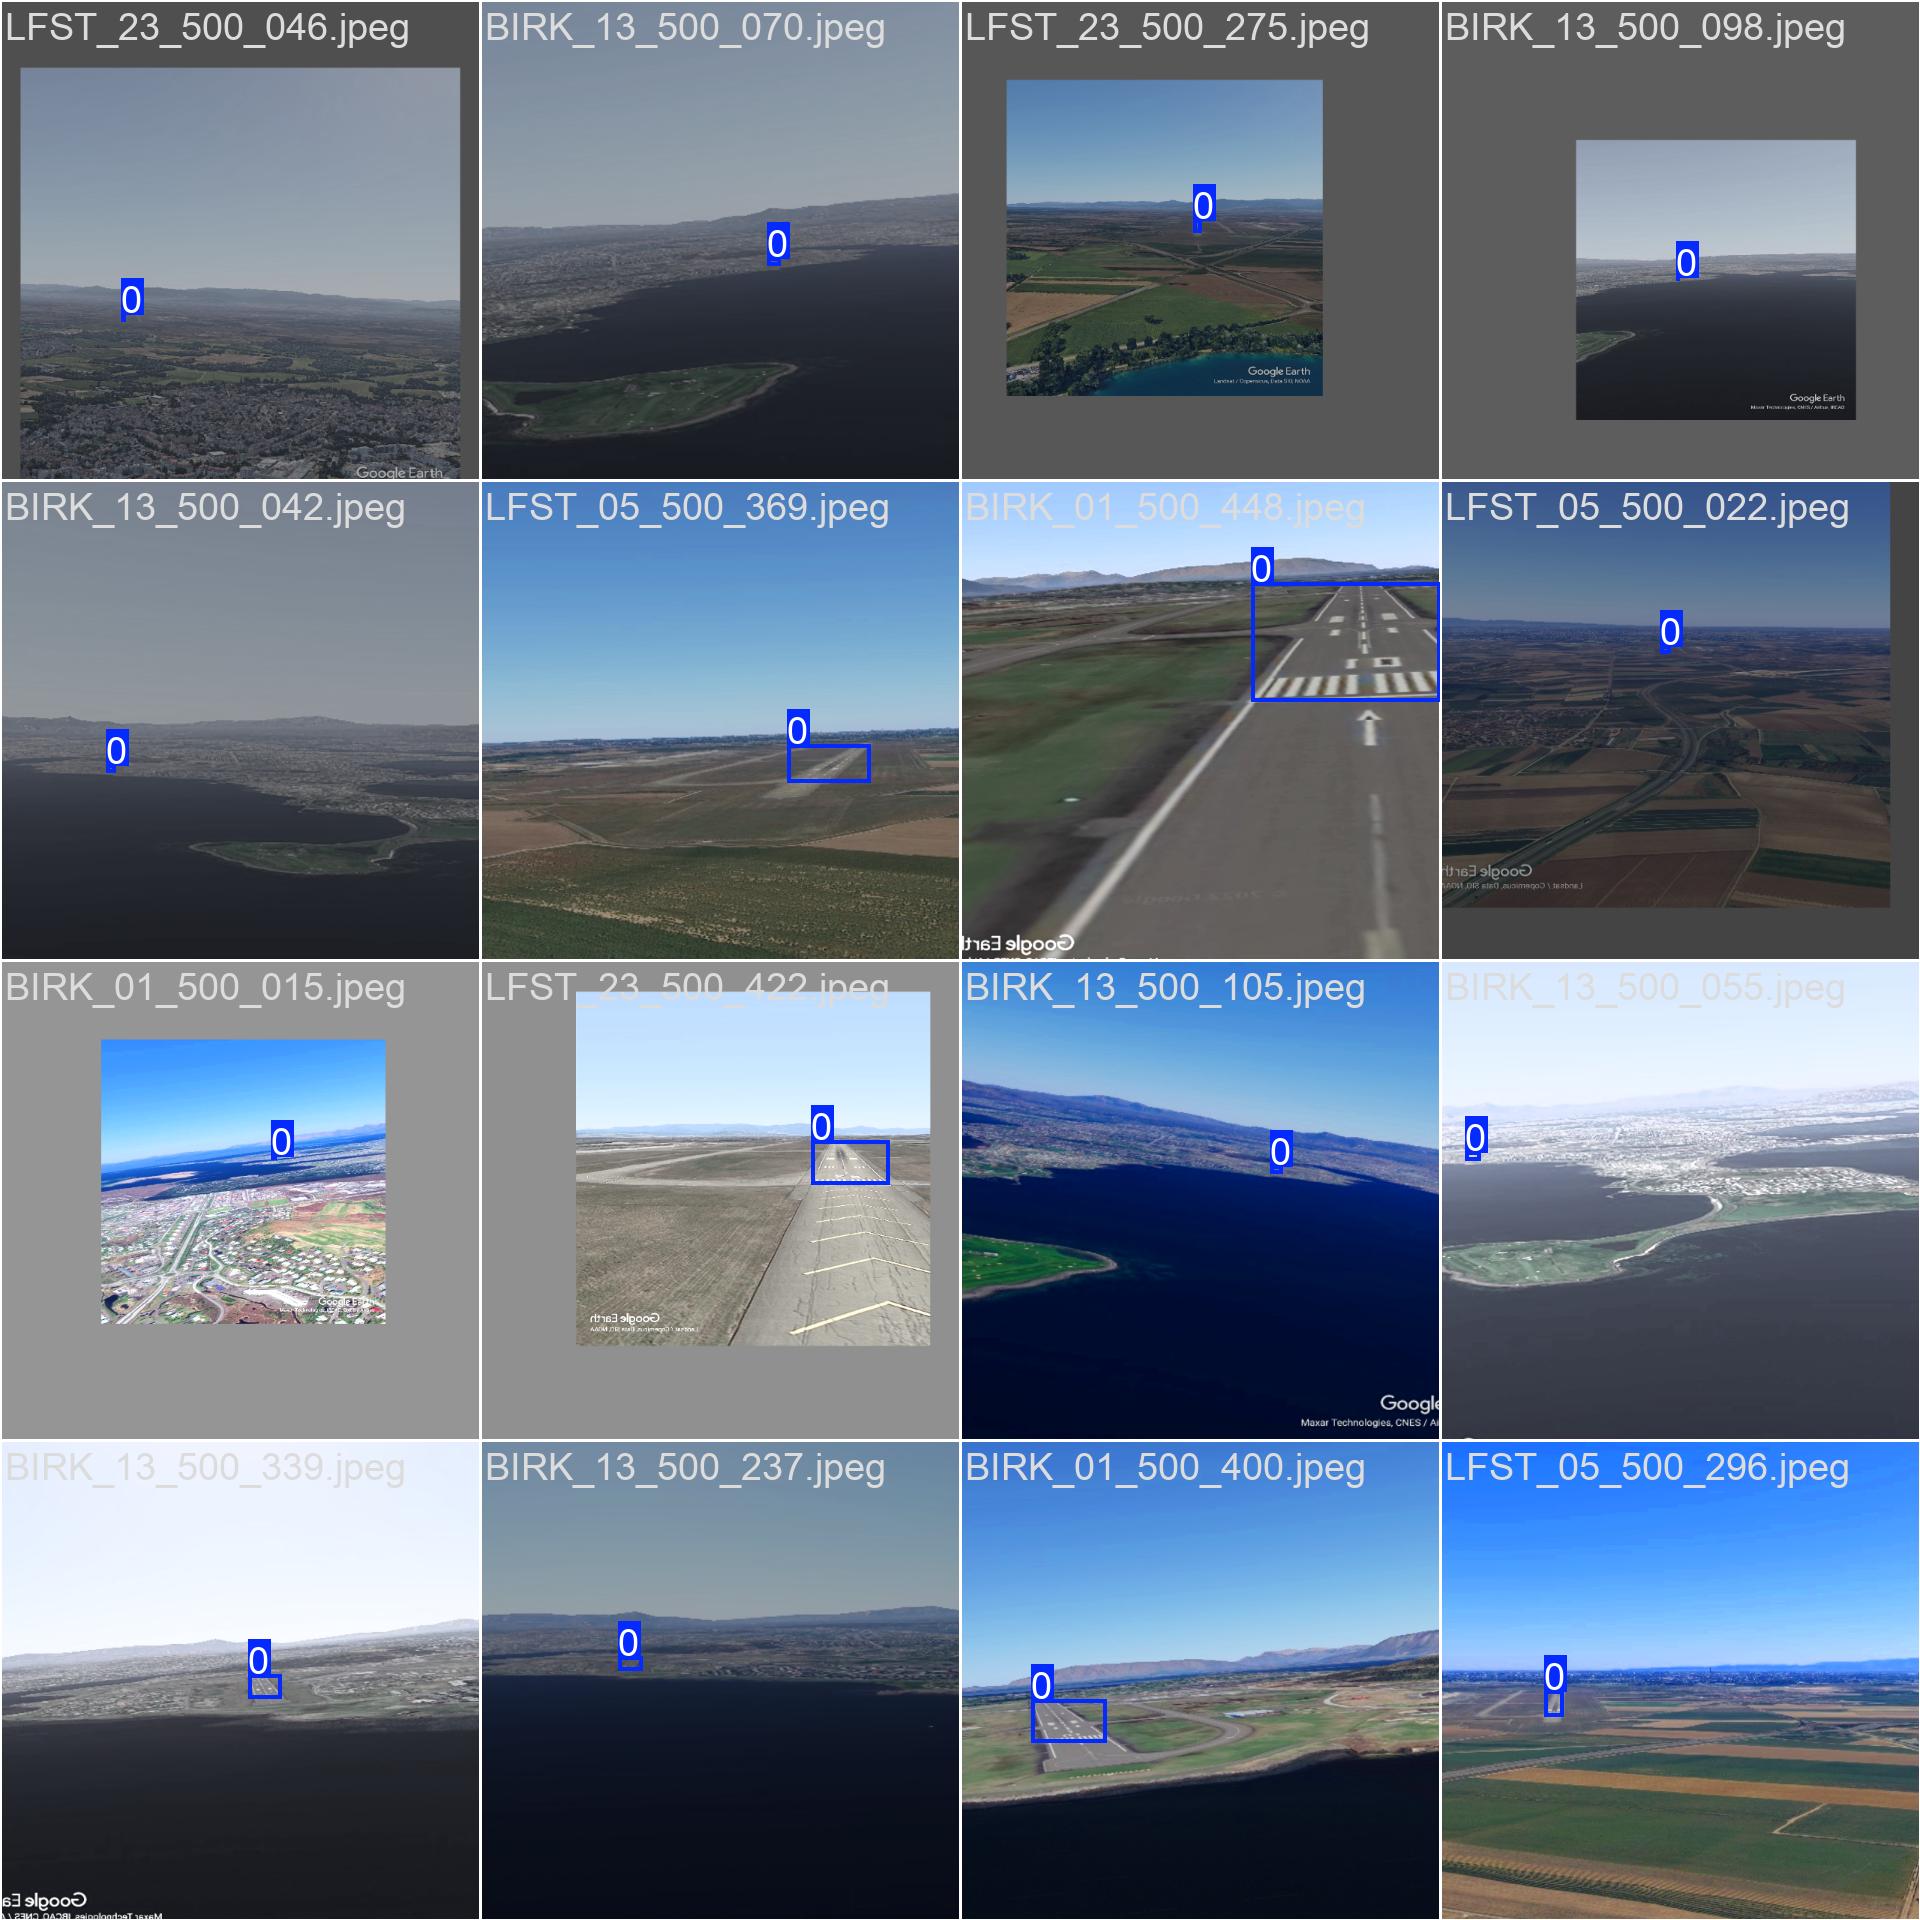 LFST_23_500_046.jpeg
BIRK_13_500_070.jpeg
LFST_23_500_275.jpeg
BIRK_13_500_098.jpeg
0
0
0
0
Google Earth
Landsat / Copernicus, Data SIO, NOAA
Google Earth
Maxar Technologies, CNES / Airbus, IBCAO
Google Earth
BIRK_13_500_042.jpeg
LFST_05_500_369.jpeg
BIRK_01_500_448.jpeg
LFST_05_500_022.jpeg
0
0
0
0
Google Earth
Landsat / Copernicus, Data SIO, NOAA
Google Earth
BIRK_01_500_015.jpeg
LFST_23_500_422.jpeg
BIRK_13_500_105.jpeg
BIRK_13_500_055.jpeg
0
0
0
0
Google Earth
Google Earth
Landsat / Copernicus, Data SIO, NOAA
Googl
Maxar Technologies, CNES / Ai
BIRK_13_500_339.jpeg
BIRK_13_500_237.jpeg
BIRK_01_500_400.jpeg
LFST_05_500_296.jpeg
0
0
0
0
Google Ea
Maxar Technologies, CNES, IBCAO